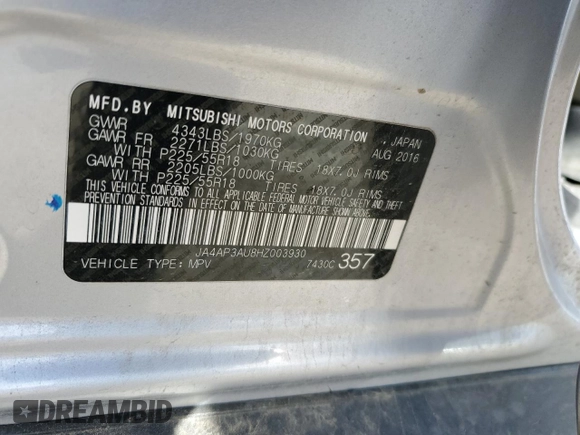 MFD.BY MITSUBISHI MOTORS CORPORATION
GVWR 4343LBS/1970KG JAPAN
GAWR FR 2271LBS/1030KG AUG 2016
WITH P225/55R18 TIRES 18X7.0J RIMS
GAWR RR 2205LBS/1000KG
WITH P225/55R18 TIRES 18X7.0J RIMS
THIS VEHICLE CONFORMS TO ALL APPLICABLE FEDERAL MOTOR VEHICLE SAFETY, BUMPER, AND THEFT
PREVENTION STANDARDS IN EFFECT ON THE DATE OF MANUFACTURE SHOWN ABOVE.
JA4AP3AU8HZ003930
VEHICLE TYPE: MPV 7430C 357
DREAMBID